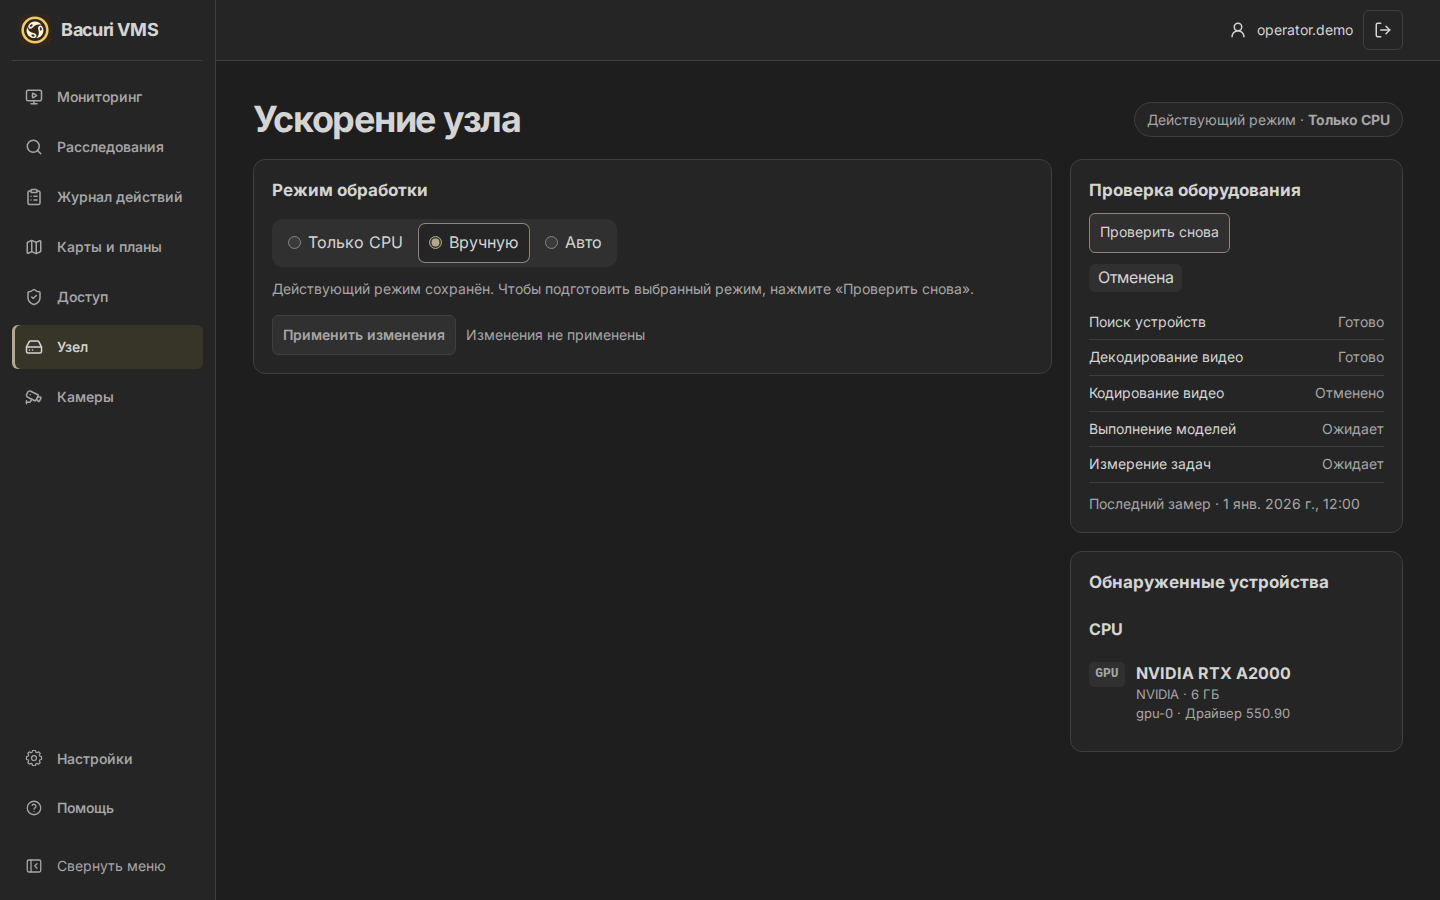 Bacuri VMS
operator.demo
Мониторинг
Расследования
Журнал действий
Карты и планы
Доступ
Узел
Камеры
Настройки
Помощь
Свернуть меню
Ускорение узла
Действующий режим · Только CPU
Режим обработки
Только CPU
Вручную
Авто
Действующий режим сохранён. Чтобы подготовить выбранный режим, нажмите «Проверить снова».
Применить изменения
Изменения не применены
Проверка оборудования
Проверить снова
Отменена
Поиск устройств Готово
Декодирование видео Готово
Кодирование видео Отменено
Выполнение моделей Ожидает
Измерение задач Ожидает
Последний замер · 1 янв. 2026 г., 12:00
Обнаруженные устройства
CPU
GPU NVIDIA RTX A2000
NVIDIA · 6 ГБ
gpu-0 · Драйвер 550.90